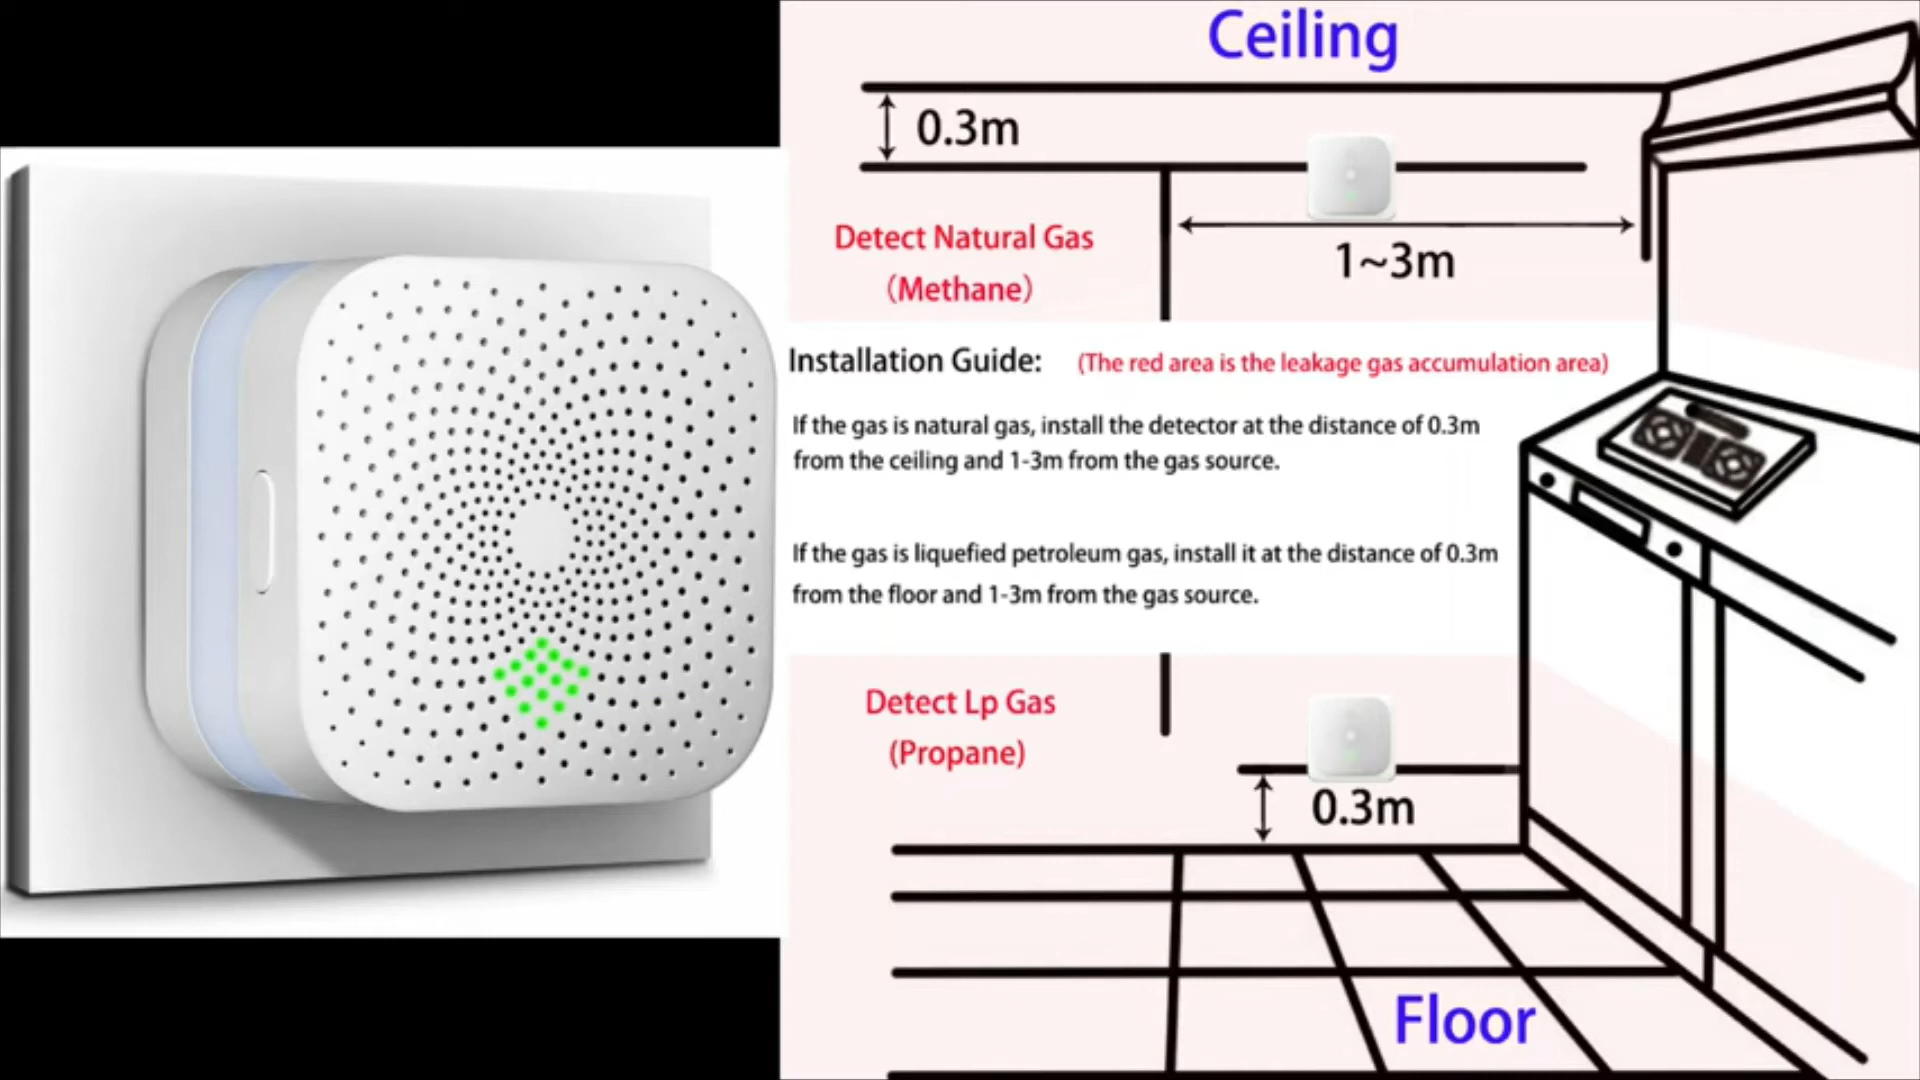 Ceiling
0.3m
Detect Natural Gas
(Methane)
1~3m
Installation Guide: (The red area is the leakage gas accumulation area)
If the gas is natural gas, install the detector at the distance of 0.3m
from the ceiling and 1-3m from the gas source.
If the gas is liquefied petroleum gas, install it at the distance of 0.3m
from the floor and 1-3m from the gas source.
Detect Lp Gas
(Propane)
0.3m
Floor